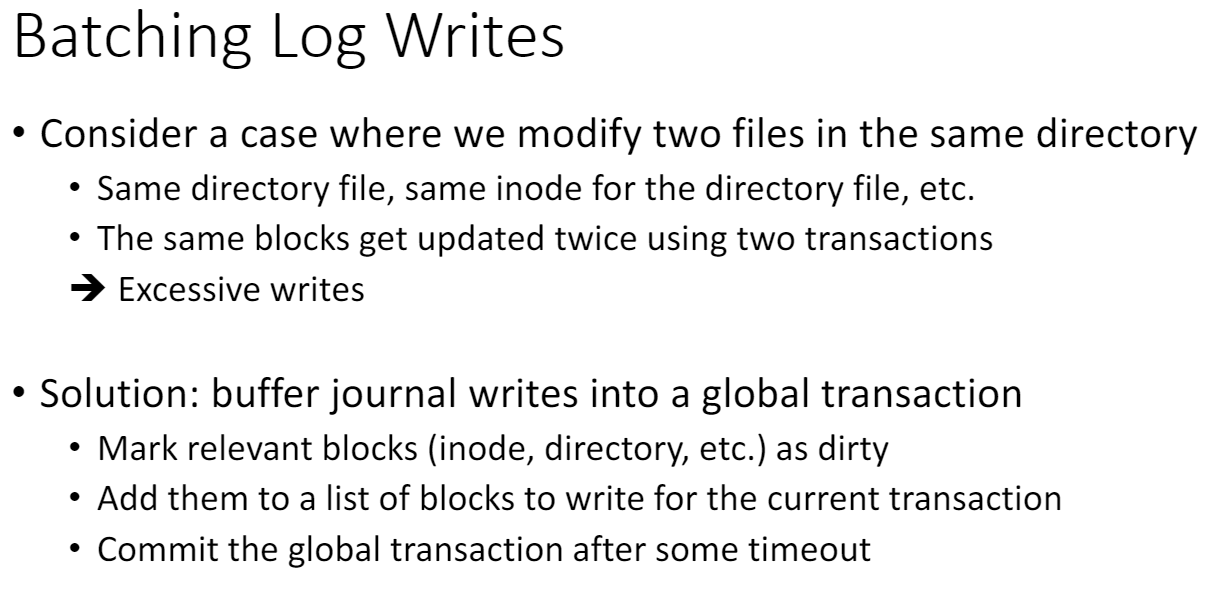 Batching Log Writes
• Consider a case where we modify two files in the same directory
• Same directory file, same inode for the directory file, etc.
• The same blocks get updated twice using two transactions
➔ Excessive writes
• Solution: buffer journal writes into a global transaction
• Mark relevant blocks (inode, directory, etc.) as dirty
• Add them to a list of blocks to write for the current transaction
• Commit the global transaction after some timeout